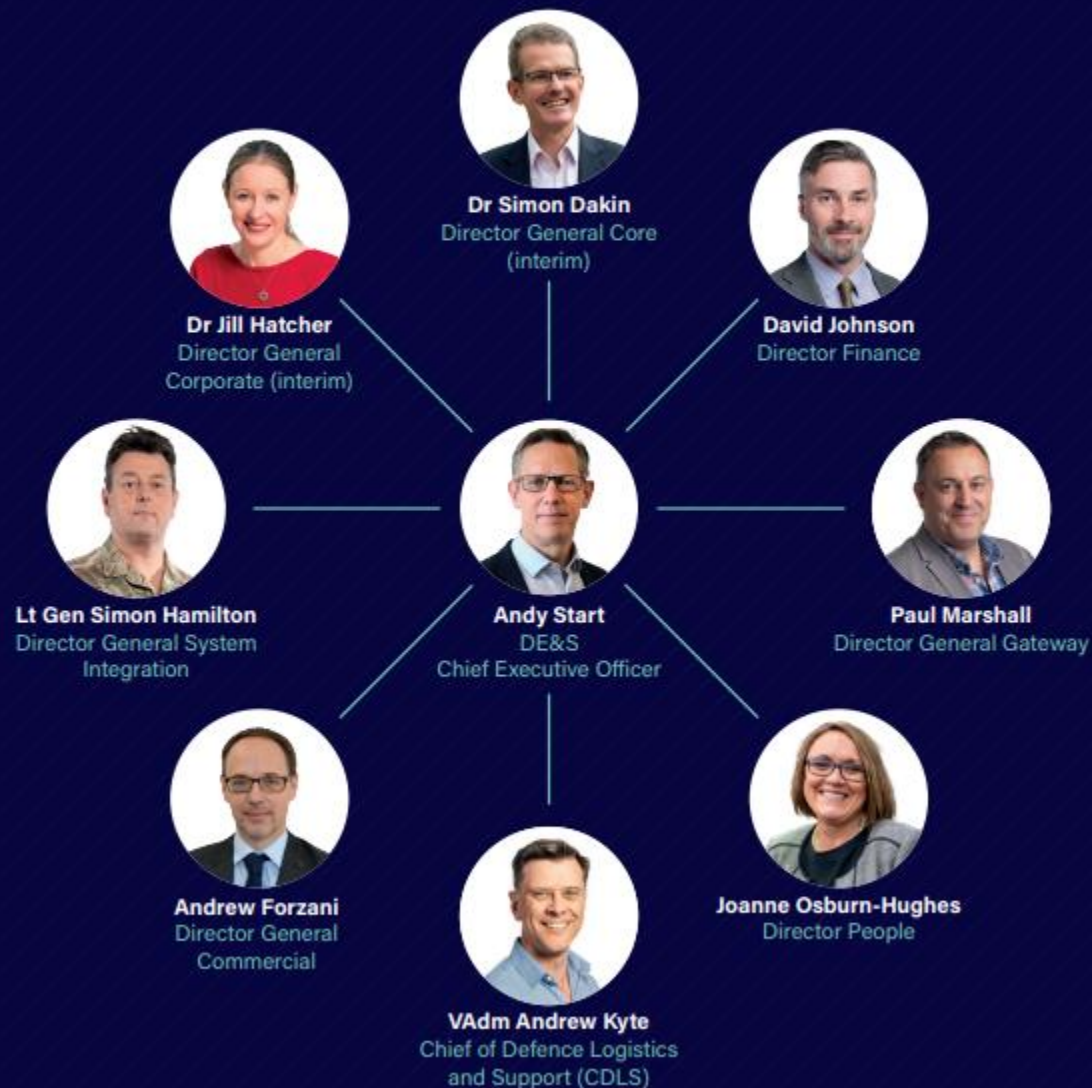 Dr Simon Dakin
Director General Core
(interim)
Dr Jill Hatcher
Director General
Corporate (interim)
David Johnson
Director Finance
Lt Gen Simon Hamilton
Director General System
Integration
Andy Start
DE&S
Chief Executive Officer
Paul Marshall
Director General Gateway
Andrew Forzani
Director General
Commercial
Joanne Osburn-Hughes
Director People
VAdm Andrew Kyte
Chief of Defence Logistics
and Support (CDLS)